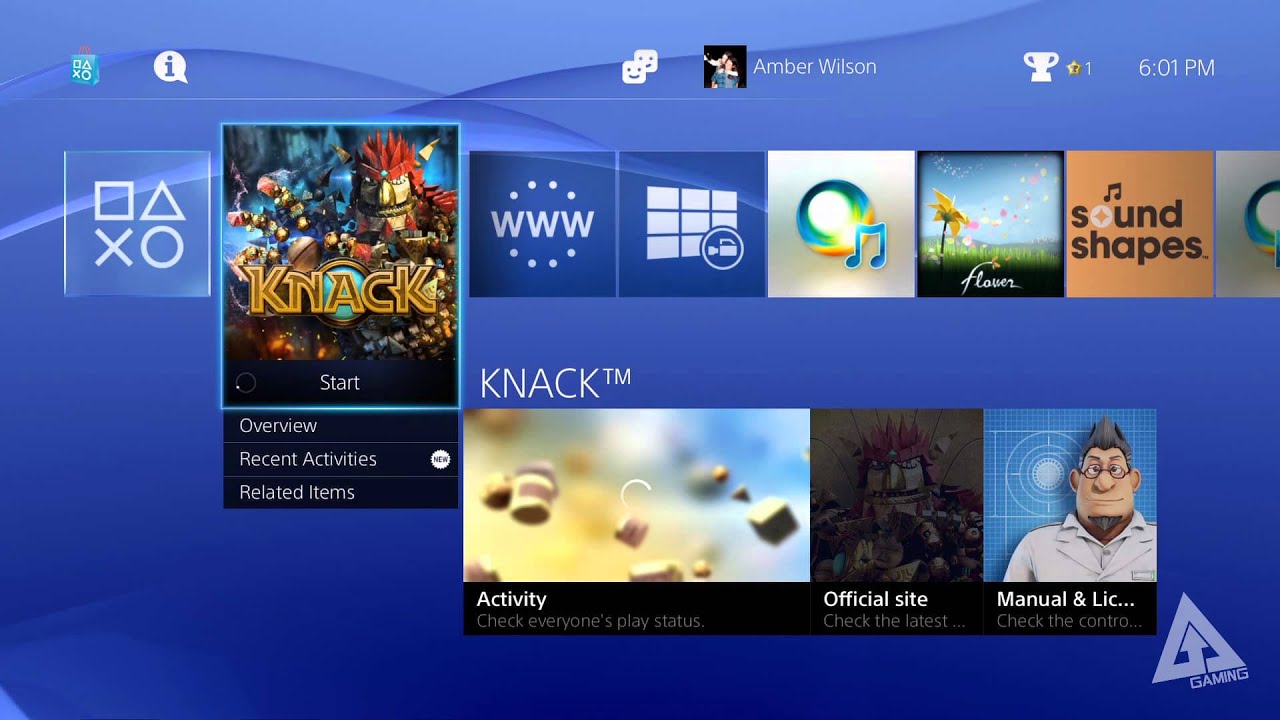 Amber Wilson
1
6:01 PM
KNACK
Start
www
flower
sound
shapes™
KNACK™
Overview
Recent Activities
NEW
Related Items
Activity
Check everyone's play status.
Official site
Check the latest ...
Manual & Lic...
Check the contro...
GAMING